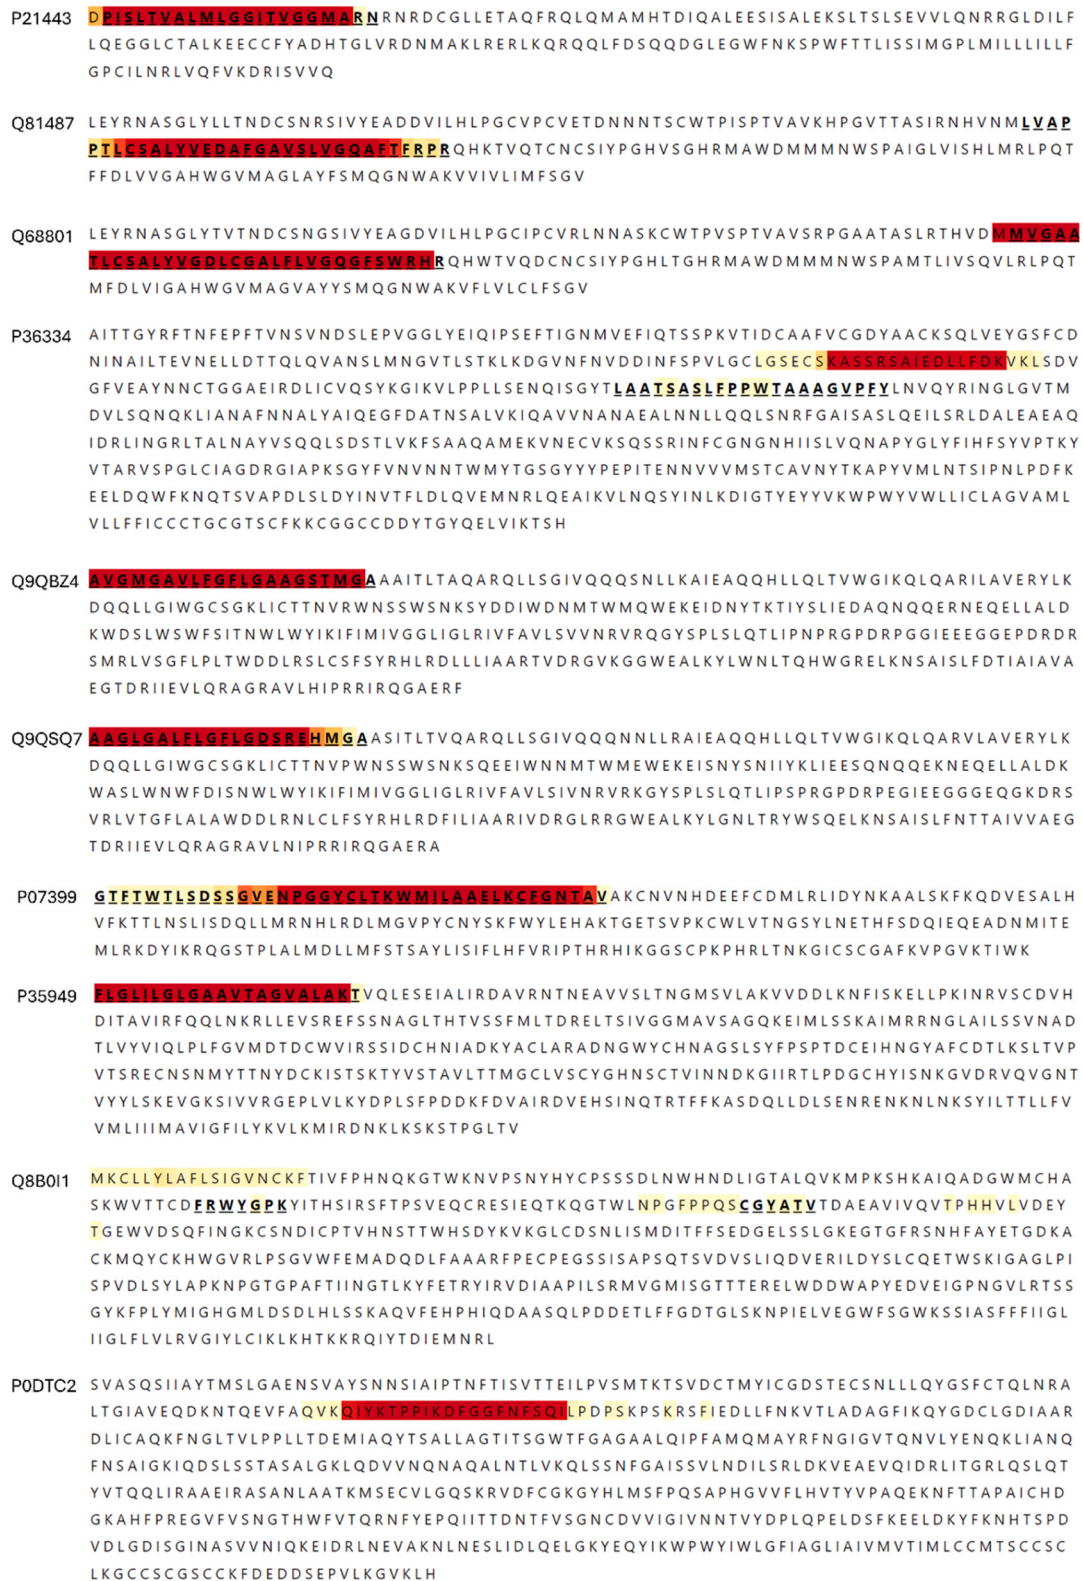 P21443 DPISLTVALMLGGITVGGMARNRNRDCGLLETAQFRQLQMAMHTDIQALEESISALEKSLTSLSEVVLQNRRGLDILF
LQEGGLCTALKEECCFYADHTGLVRDNMAKLRERLKQRQQLFDSQQDGLEGWFNKSPWFTTLISSIMGPLMILLLILLF
GPCILNRLVQFVKDRISVVQ
Q81487 LEYRNASGLYLLTNDCSNRSIVYEADDVILHLPGCVPCVETDNNNTSCWTPISPTVAVKHPGVTTASIRNHVNMLVAP
PTLCSALYVEDAFGAVSLVGQAFTFRPRQHKTVQTCNCSIYPGHVSGHRMAWDMMMNWSPAIGLVISHLMRLPQT
FFDLVVGAHWGVMAGLAYFSMQGNWAKVVIVLIMFSGV
Q68801 LEYRNASGLYTVTNDCSNGSIVYEAGDVILHLPGCIPCVRLNNASKCWTPVSPTVAVSRPGAATASLRTHVDMMVGAA
TLCSALYVGDLCGALFLVGQGFSWRHRQHWTVQDCNCSIYPGHLTGHRMAWDMMMNWSPAMTLIVSQVLRLPQT
MFDLVIGAHWGVMAGVAYYSMQGNWAKVFLVLCLFSGV
P36334 AITTGYRFTNFEPFTVNSVNDSLEPVGGLYEIQIPSEFTIGNMVEFIQTSSPKVTIDCAAFVCGDYAACKSQLVEYGSFCD
NINAILTEVNELLDTTQLQVANSLMNGVTLSTKLKDGVNFNVDDINFSPVLGCLGSECSKASSRSAIEDLLFDKVKLSDV
GFVEAYNNCTGGAEIRDLICVQSYKGIKVLPPLLSENQISGYTLAATSASLFPPWTAAAGVPFYLNVQYRINGLGVTM
DVLSQNQKLIANAFNNALYAIQEGFDATNSALVKIQAVVNANAEALNNLLQQLSNRFGAISASLQEILSRLDALEAEAQ
IDRLINGRLTALNAYVSQQLSDSTLVKFSAAQAMEKVNECVKSQSSRINFCGNGNHIISLVQNAPYGLYFIHFSYVPTKY
VTARVSPGLCIAGDRGIAPKSGYFVNVNNTWMYTGSGYYYPEPITENNVVVMSTCAVNYTKAPYVMLNTSIPNLPDFK
EELDQWFKNQTSVAPDLSLDYINVTFLDLQVEMNRLQEAIKVLNQSYINLKDIGTYEYYVKWPWYVWLLICLAGVAML
VLLFFICCCTGCGTSCFKKCGGCCDDYTGYQELVIKTSH
Q9QBZ4 AVGMGAVLFGFLGAAGSTMGAAAITLTAQARQLLSGIVQQQSNLLKAIEAQQHLLQLTVWGIKQLQARILAVERYLK
DQQLLGIWGCSGKLICTTNVRWNSSWSNKSYDDIWDNMTWMQWEKEIDNYTKTIYSLIEDAQNQQERNEQELLALD
KWDSLWSWFSITNWLWYIKIFIMIVGGLIGLRIVFAVLSVVNRVRQGYSPLSLQTLIPNPRGPDRPGGIEEEGGEPDRDR
SMRLVSGFLPLTWDDLRSLCSFSYRHLRDLLLIAARTVDRGVKGGWEALKYLWNLTQHWGRELKNSAISLFDTIAIAVA
EGTDRIIEVLQRAGRAVLHIPRRIRQGAERF
Q9QSQ7 AAGLGALFLGFLGDSREHMGAASITLTVQARQLLSGIVQQQNNLLRAIEAQQHLLQLTVWGIKQLQARVLAVERYLK
DQQLLGIWGCSGKLICTTNVPWNSSWSNKSQEEIWNNMTWMEWEKEISNYSNIIYKLIEESQNQQEKNEQELLALDK
WASLWNWFDISNWLWYIKIFIMIVGGLIGLRIVFAVLSIVNRVRKGYSPLSLQTLIPSPRGPDRPEGIEEGGGEQGKDRS
VRLVTGFLALAWDDLRNLCLFSYRHLRDFILIAARIVDRGLRRGWEALKYLGNLTRYWSQELKNSAISLFNTTAIVVAEG
TDRIIEVLQRAGRAVLNIPRRIRQGAERA
P07399 GTFTWTLSDSSGVENPGGYCLTKWMILAAELKCFGNTAVAKCNVNHDEEFCDMLRLIDYNKAALSKFKQDVESALH
VFKTTLNSLISDQLLMRNHLRDLMGVPYCNYSKFWYLEHAKTGETSVPKCWLVTNGSYLNETHFSDQIEQEADNMITE
MLRKDYIKRQGSTPLALMDLLMFSTSAYLISIFLHFVRIPTHRHIKGGSCPKPHRLTNKGICSCGAFKVPGVKTIWK
P35949 FLGLILGLGAAVTAGVALAKTVQLESEIALIRDAVRNTNEAVVSLTNGMSVLAKVVDDLKNFISKELLPKINRVSCDVH
DITAVIRFQQLNKRLLEVSREFSSNAGLTHTVSSFMLTDRELTSIVGGMAVSAGQKEIMLSSKAIMRRNGLAILSSVNAD
TLVYVIQLPLFGVMDTDCWVIRSSIDCHNIADKYACLARADNGWYCHNAGSLSYFPSPTDCEIHNGYAFCDTLKSLTVP
VTSRECNSNMYTTNYDCKISTSKTYVSTAVLTTMGCLVSCYGHNSCTVINNDKGIIRTLPDGCHYISNKGVDRVQVGNT
VYYLSKEVGKSIVVRGEPLVLKYDPLSFPDDKFDVAIRDVEHSINQTRTFFKASDQLLDLSENRENKNLNKSYILTTLLFV
VMLIIIMAVIGFILYKVLKMIRDNKLKSKSTPGLTV
Q8B0I1 MKCLLYLAFLSIGVNCKFTIVFPHNQKGTWKNVPSNYHYCPSSSDLNWHNDLIGTALQVKMPKSHKAIQADGWMCHA
SKWVTTCDFRWYGPKYITHSIRSFTPSVEQCRESIEQTKQGTWLNPGFPPQSCGYATVTDAEAVIVQVTPHHVLVDEY
TGEWVDSQFINGKCSNDICPTVHNSTTWHSDYKVKGLCDSNLISMDITFFSEDGELSSLGKEGTGFRSNHFAYETGDKA
CKMQYCKHWGVRLPSGVWFEMADQDLFAAARFPECPEGSSISAPSQTSVDVSLIQDVERILDYSLCQETWSKIGAGLPI
SPVDLSYLAPKNPGTGPAFTIINGTLKYFETRYIRVDIAAPILSRMVGMISGTTTERELWDDWAPYEDVEIGPNGVLRTSS
GYKFPLYMIGHGMLDSDLHLSSKAQVFEHPHIQDAASQLPDDETLFFGDTGLSKNPIELVEGWFSGWKSSIASFFFIIGL
IIGLFLVLRVGIYLCIKLKHTKKRQIYTDIEMNRL
P0DTC2 SVASQSIIAYTMSLGAENSVAYSNNSIAIPTNFTISVTTEILPVSMTKTSVDCTMYICGDSTECSNLLLQYGSFCTQLNRA
LTGIAVEQDKNTQEVFAQVKQIYKTPPIKDFGGFNFSQILPDPSKPSKRSFIEDLLFNKVTLADAGFIKQYGDCLGDIAAR
DLICAQKFNGLTVLPPLLTDEMIAQYTSALLAGTITSGWTFGAGAALQIPFAMQMAYRFNGIGVTQNVLYENQKLIANQ
FNSAIGKIQDSLSSTASALGKLQDVVNQNAQALNTLVKQLSSNFGAISSVLNDILSRLDKVEAEVQIDRLITGRLQSLQT
YVTQQLIRAAEIRASANLAATKMSECVLGQSKRVDFCGKGYHLMSFPQSAPHGVVFLHVTYVPAQEKNFTTAPAICHD
GKAHFPREGVFVSNGTHWFVTQRNFYEPQIITTDNTFVSGNCDVVIGIVNNTVYDPLQPELDSFKEELDKYFKNHTSPD
VDLGDISGINASVVNIQKEIDRLNEVAKNLNESLIDLQELGKYEQYIKWPWYIWLGFIAGLIAIVMVTIMLCCMTSCCSC
LKGCCSCGSCCKFDEDDSEPVLKGVKLH